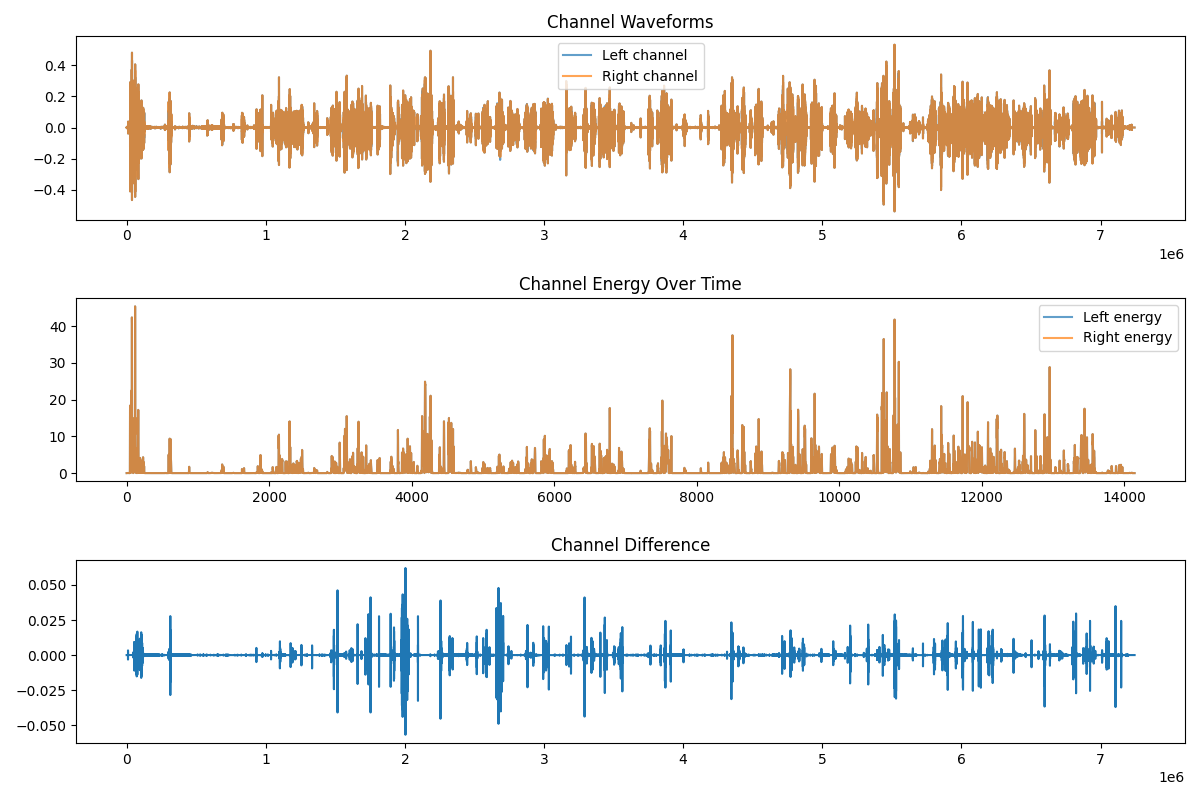 Channel Waveforms
Left channel
Right channel
0.4
0.2
0.0
−0.2
−0.4
0 1 2 3 4 5 6 7
1e6
Channel Energy Over Time
Left energy
Right energy
40
30
20
10
0
0 2000 4000 6000 8000 10000 12000 14000
Channel Difference
0.050
0.025
0.000
−0.025
−0.050
0 1 2 3 4 5 6 7
1e6